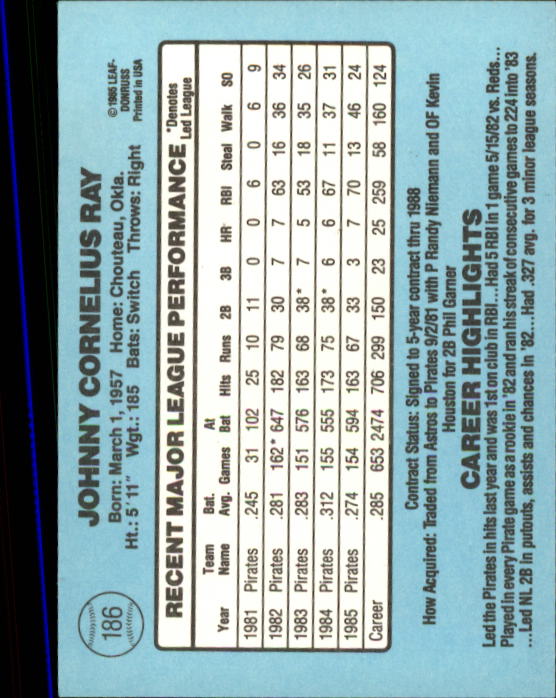 186
JOHNNY CORNELIUS RAY
Born: March 1, 1957 Home: Chouteau, Okla.
Ht.: 5'11" Wgt.: 185 Bats: Switch Throws: Right
©1985 LEAF-
DONRUSS
Printed in USA
RECENT MAJOR LEAGUE PERFORMANCE
*Denotes
Led League
Year Team Name Bat. Avg. Games At Bat Hits Runs 2B 3B HR RBI Steal Walk SO
1981 Pirates .245 31 102 25 10 11 0 0 6 0 6 9
1982 Pirates .281 162* 647 182 79 30 7 7 63 16 36 34
1983 Pirates .283 151 576 163 68 38* 7 5 53 18 35 26
1984 Pirates .312 155 555 173 75 38* 6 6 67 11 37 31
1985 Pirates .274 154 594 163 67 33 3 7 70 13 46 24
Career .285 653 2474 706 299 150 23 25 259 58 160 124
Contract Status: Signed to 5-year contract thru 1988
How Acquired: Traded from Astros to Pirates 9/2/81 with P Randy Niemann and OF Kevin
Houston for 2B Phil Garner
CAREER HIGHLIGHTS
Led the Pirates in hits last year and was 1st on club in RBI...Had 5 RBI in 1 game 5/15/82 vs. Reds...
Played in every Pirate game as a rookie in '82 and ran his streak of consecutive games to 224 into '83
...Led NL 2B in putouts, assists and chances in '82...Had .327 avg. for 3 minor league seasons.